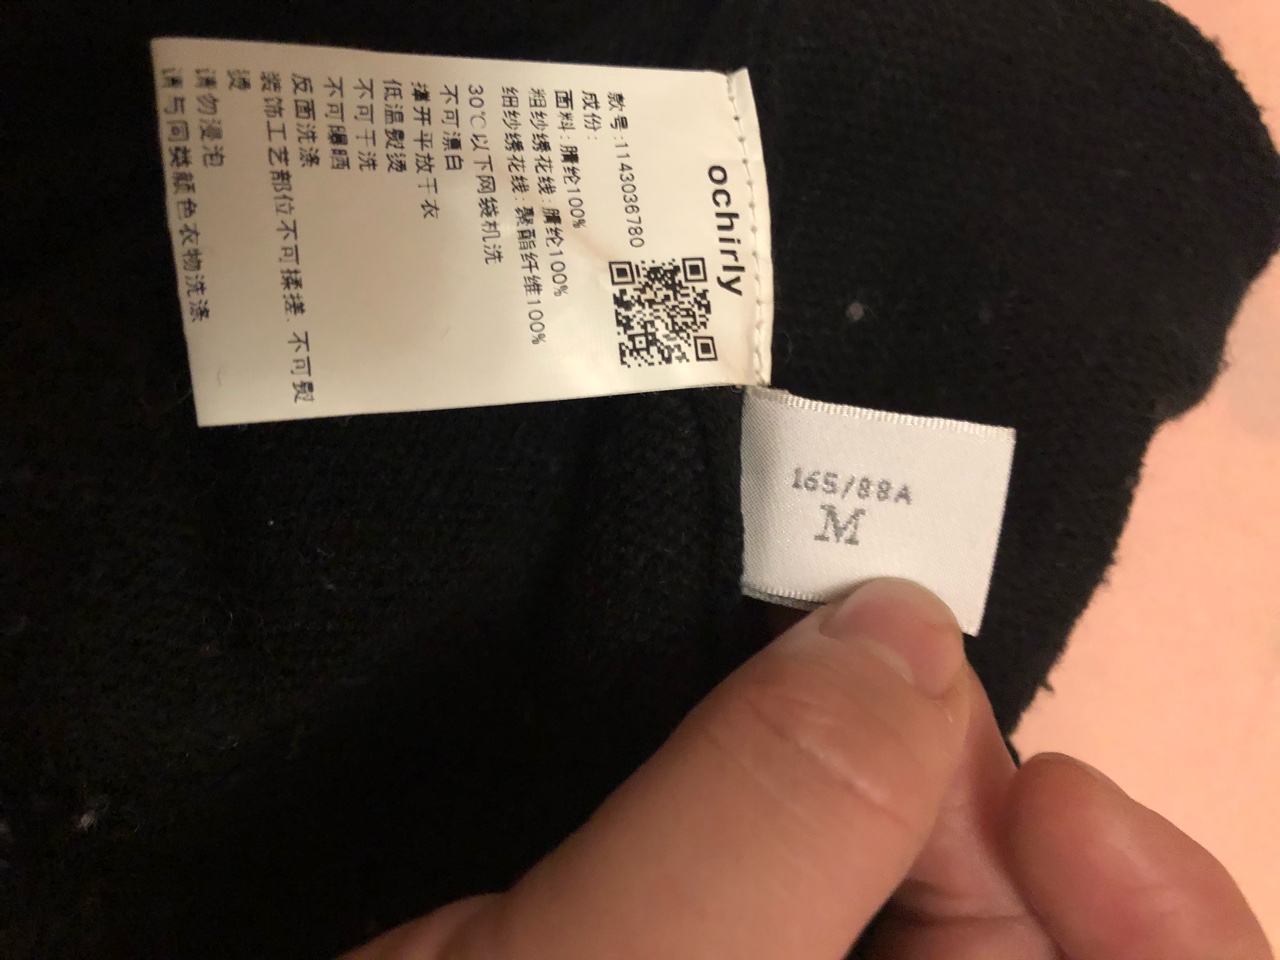 ochirly
款号:1143036780
成份:
面料:腈纶100%
粗纱绣花线:腈纶100%
细纱绣花线:聚酯纤维100%
30℃以下网袋机洗
不可漂白
摊开平放干衣
低温熨烫
不可干洗
不可曝晒
反面洗涤
装饰工艺部位不可揉搓、不可熨
烫
请勿浸泡
请与同类颜色衣物洗涤
165/88A
M